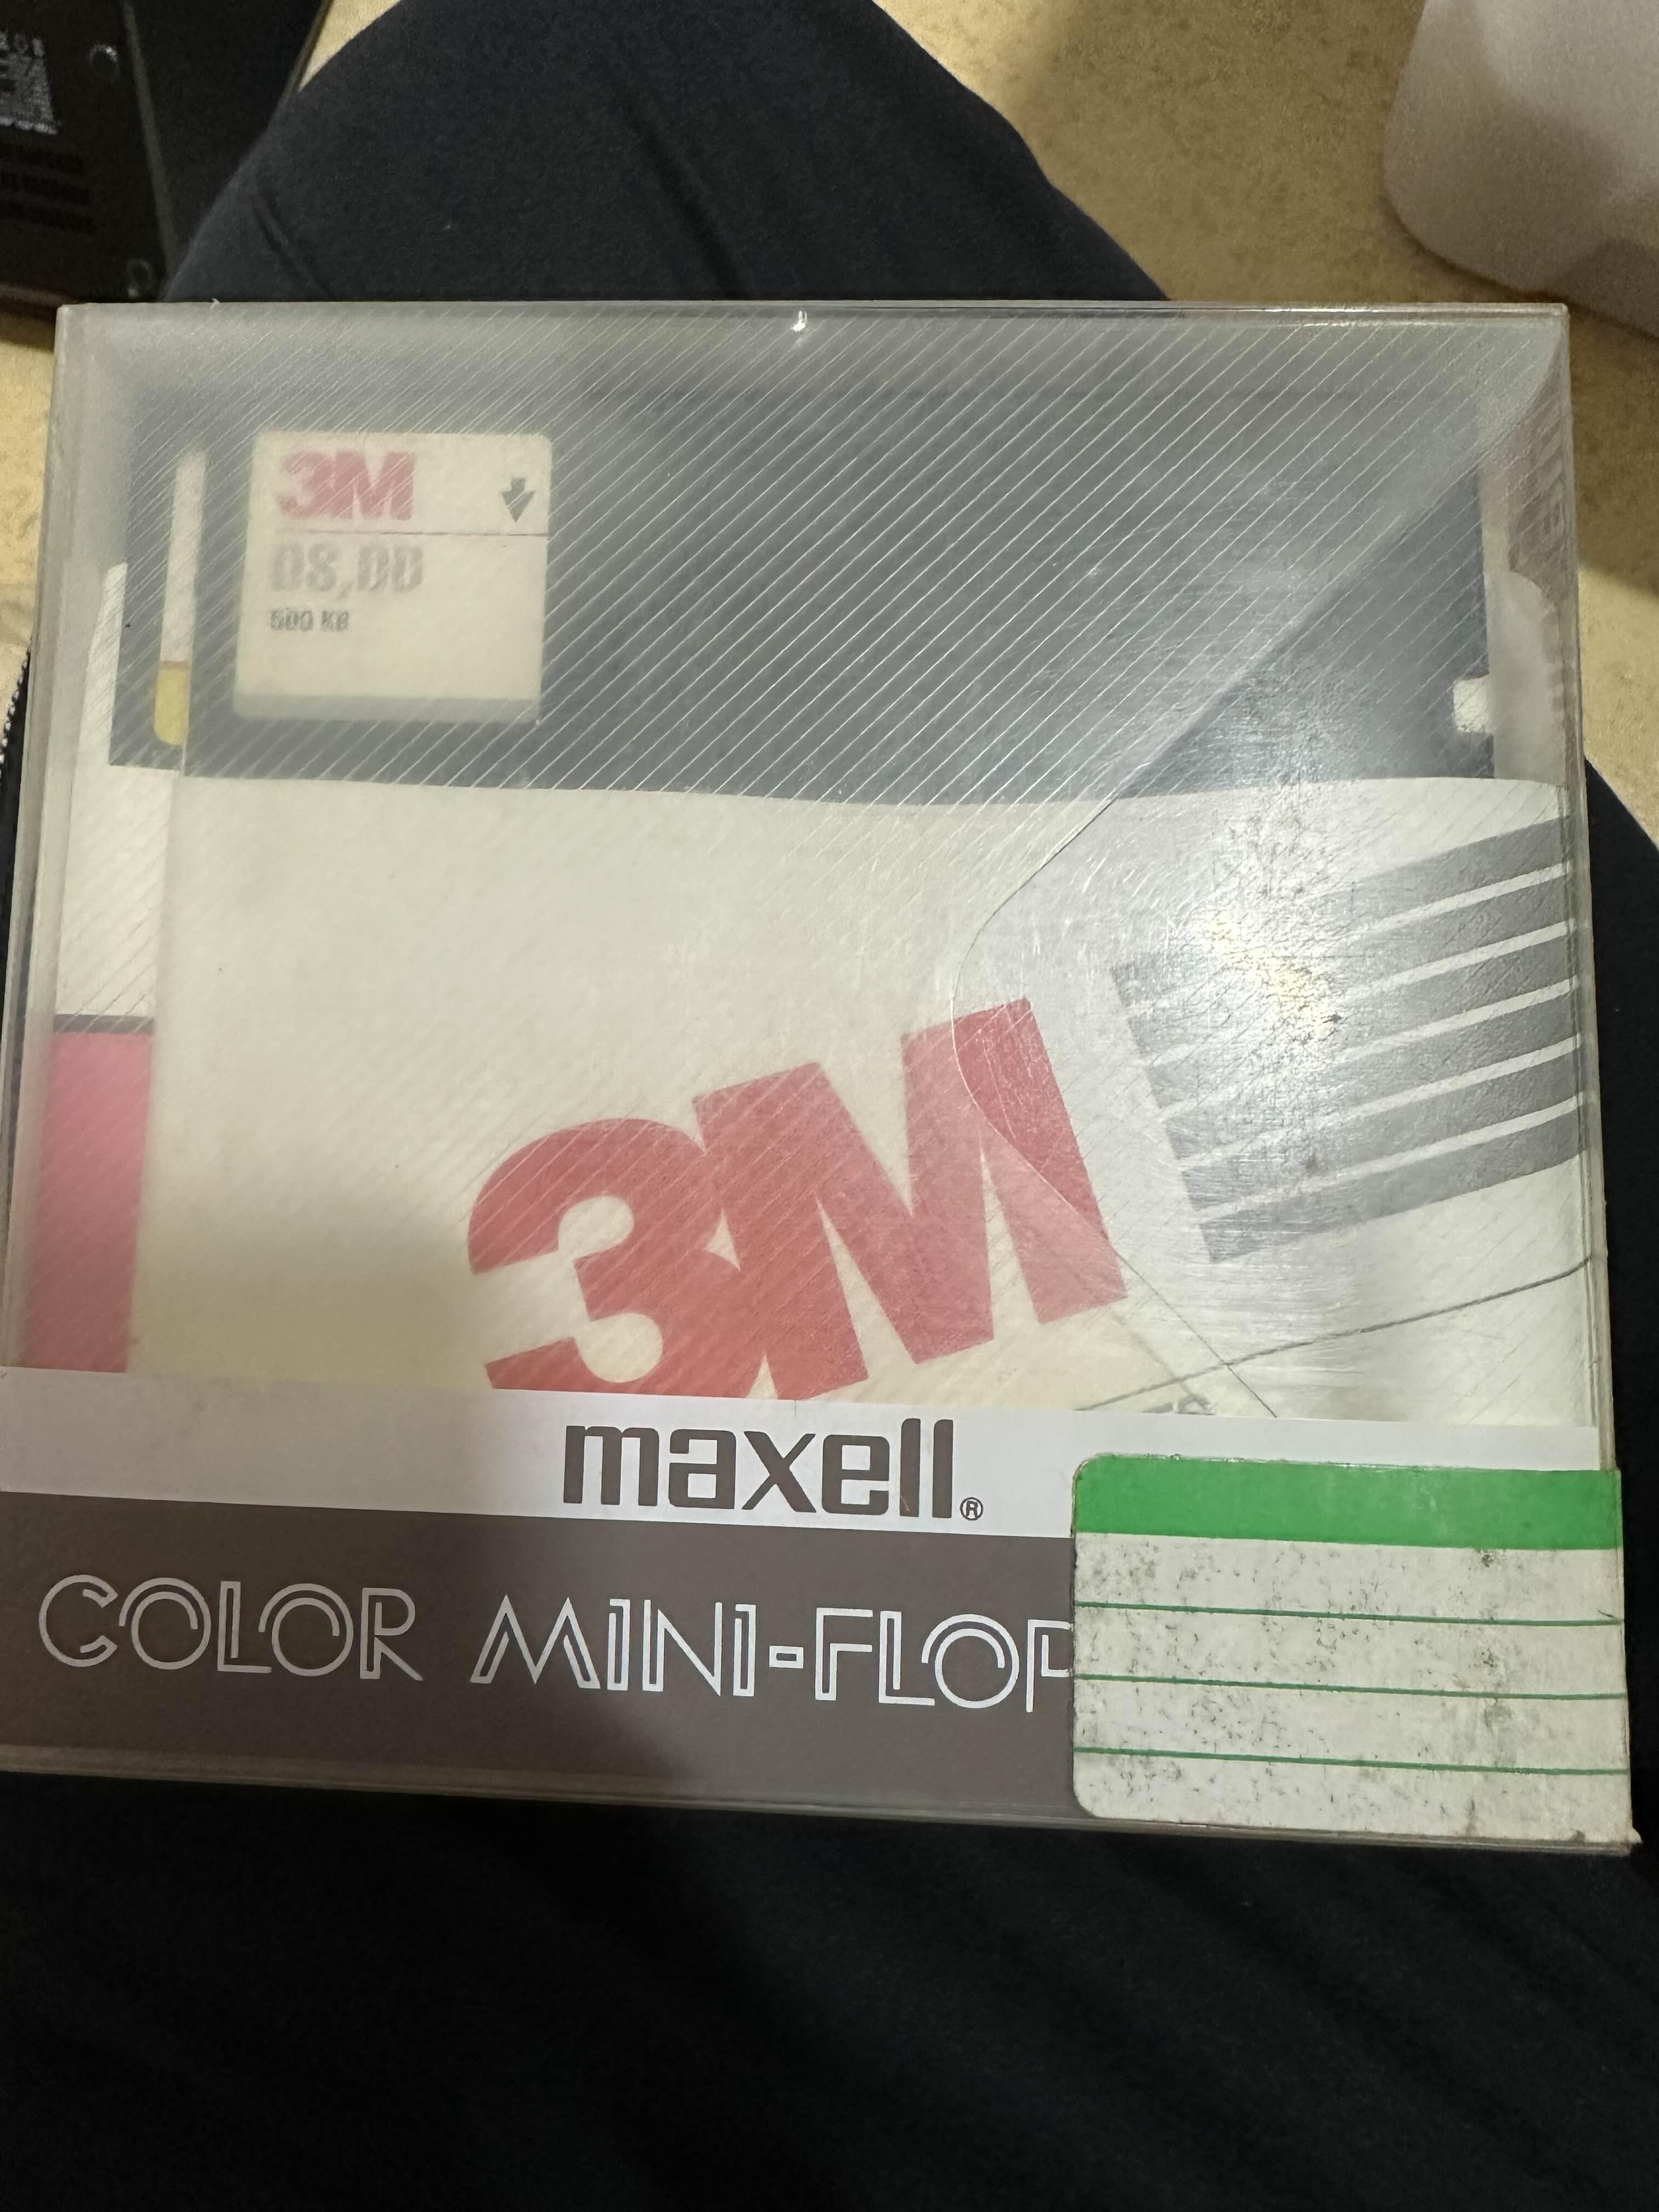 3M
DS,DD
500 KB
3M
maxell®
COLOR MINI-FLOP